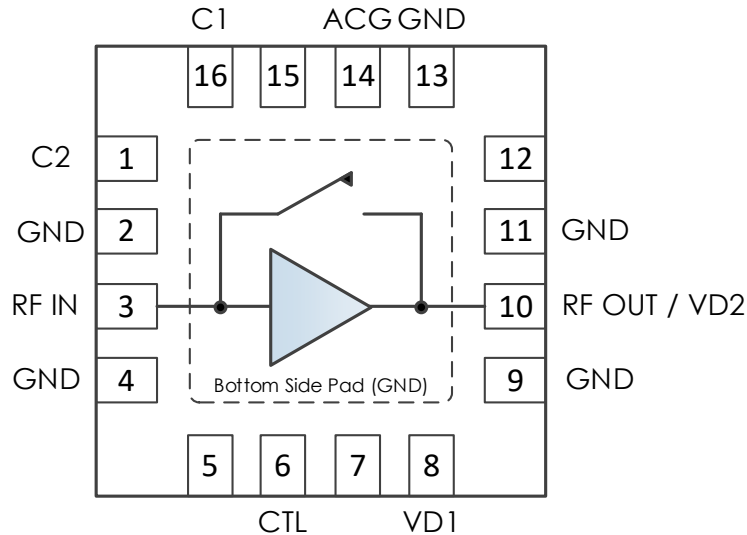 C1 ACG GND
16 15 14 13
C2 1 12
GND 2 11 GND
RF IN 3 10 RF OUT / VD2
GND 4 9 GND
Bottom Side Pad (GND)
5 6 7 8
CTL VD1